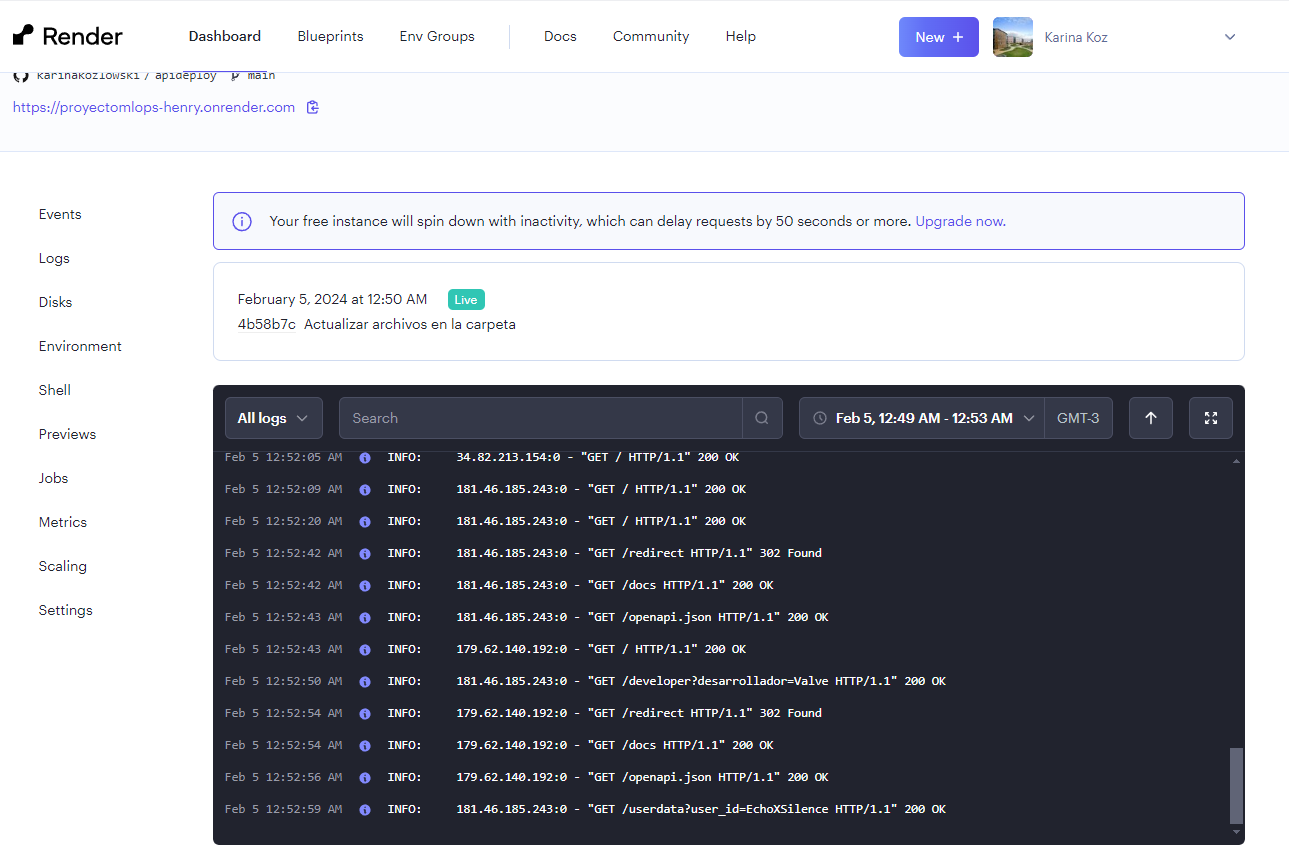 Render Dashboard Blueprints Env Groups Docs Community Help New + Karina Koz
karinakozlowski / apideploy main
https://proyectomlops-henry.onrender.com
Events
Logs
Disks
Environment
Shell
Previews
Jobs
Metrics
Scaling
Settings
Your free instance will spin down with inactivity, which can delay requests by 50 seconds or more. Upgrade now.
February 5, 2024 at 12:50 AM Live
4b58b7c Actualizar archivos en la carpeta
All logs Search Feb 5, 12:49 AM - 12:53 AM GMT-3
Feb 5 12:52:05 AM INFO: 34.82.213.154:0 - "GET / HTTP/1.1" 200 OK
Feb 5 12:52:09 AM INFO: 181.46.185.243:0 - "GET / HTTP/1.1" 200 OK
Feb 5 12:52:20 AM INFO: 181.46.185.243:0 - "GET / HTTP/1.1" 200 OK
Feb 5 12:52:42 AM INFO: 181.46.185.243:0 - "GET /redirect HTTP/1.1" 302 Found
Feb 5 12:52:42 AM INFO: 181.46.185.243:0 - "GET /docs HTTP/1.1" 200 OK
Feb 5 12:52:43 AM INFO: 181.46.185.243:0 - "GET /openapi.json HTTP/1.1" 200 OK
Feb 5 12:52:43 AM INFO: 179.62.140.192:0 - "GET / HTTP/1.1" 200 OK
Feb 5 12:52:50 AM INFO: 181.46.185.243:0 - "GET /developer?desarrollador=Valve HTTP/1.1" 200 OK
Feb 5 12:52:54 AM INFO: 179.62.140.192:0 - "GET /redirect HTTP/1.1" 302 Found
Feb 5 12:52:54 AM INFO: 179.62.140.192:0 - "GET /docs HTTP/1.1" 200 OK
Feb 5 12:52:56 AM INFO: 179.62.140.192:0 - "GET /openapi.json HTTP/1.1" 200 OK
Feb 5 12:52:59 AM INFO: 181.46.185.243:0 - "GET /userdata?user_id=EchoXSilence HTTP/1.1" 200 OK